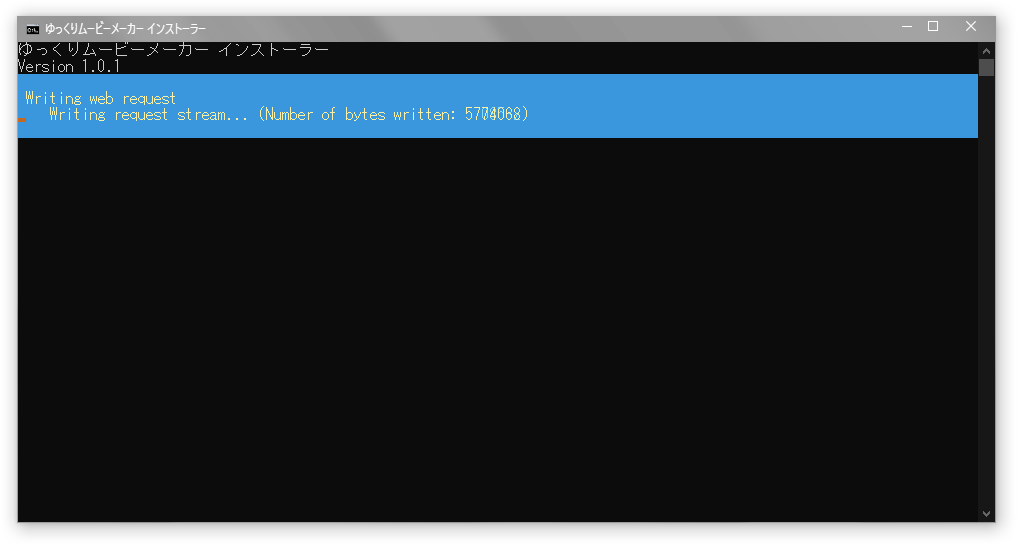 ゆっくりムービーメーカー インストーラー
ゆっくりムービーメーカー インストーラー
Version 1.0.1
Writing web request
Writing request stream... (Number of bytes written: